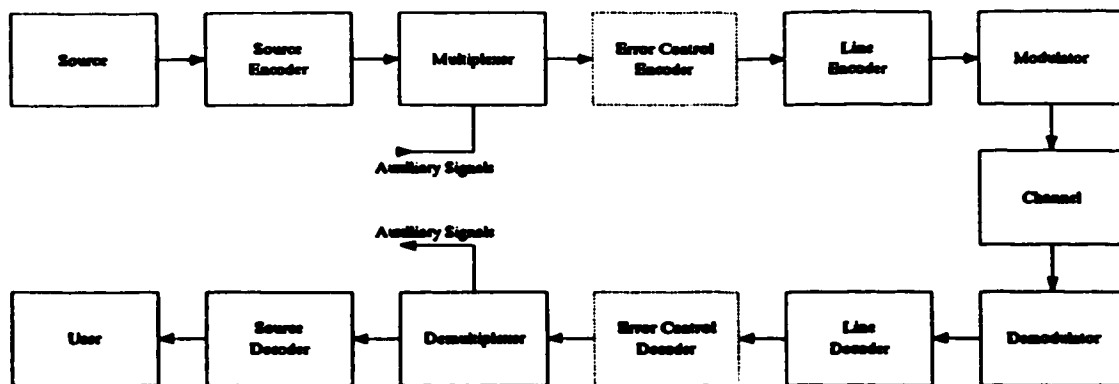 Source
Source
Encoder
Multiplexer
Error Control
Encoder
Line
Encoder
Modulator
Auxiliary Signals
Channel
Auxiliary Signals
User
Source
Decoder
Demultiplexer
Error Control
Decoder
Line
Decoder
Demodulator